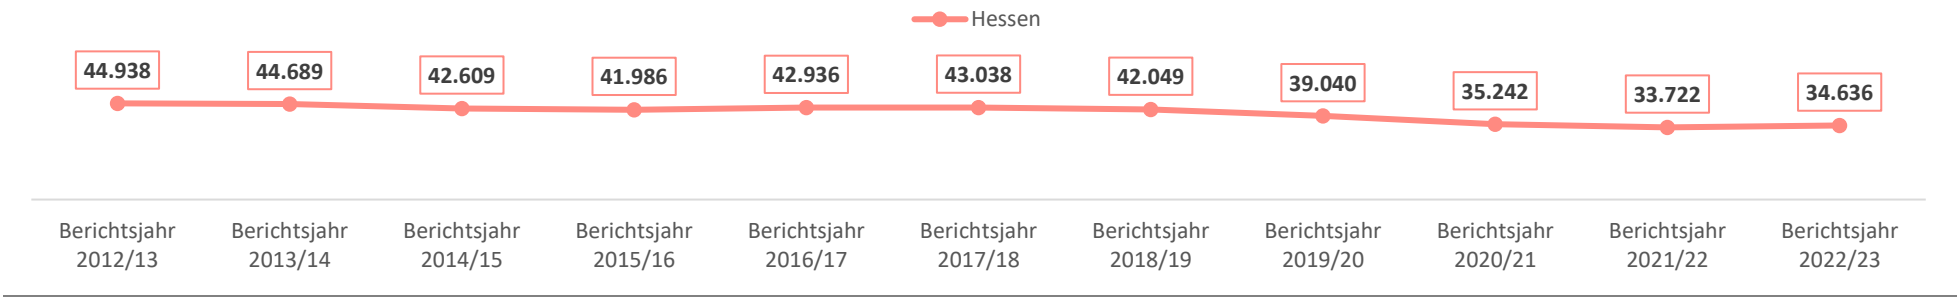 Hessen
44.938
44.689
42.609
41.986
42.936
43.038
42.049
39.040
35.242
33.722
34.636
Berichtsjahr
2012/13
Berichtsjahr
2013/14
Berichtsjahr
2014/15
Berichtsjahr
2015/16
Berichtsjahr
2016/17
Berichtsjahr
2017/18
Berichtsjahr
2018/19
Berichtsjahr
2019/20
Berichtsjahr
2020/21
Berichtsjahr
2021/22
Berichtsjahr
2022/23